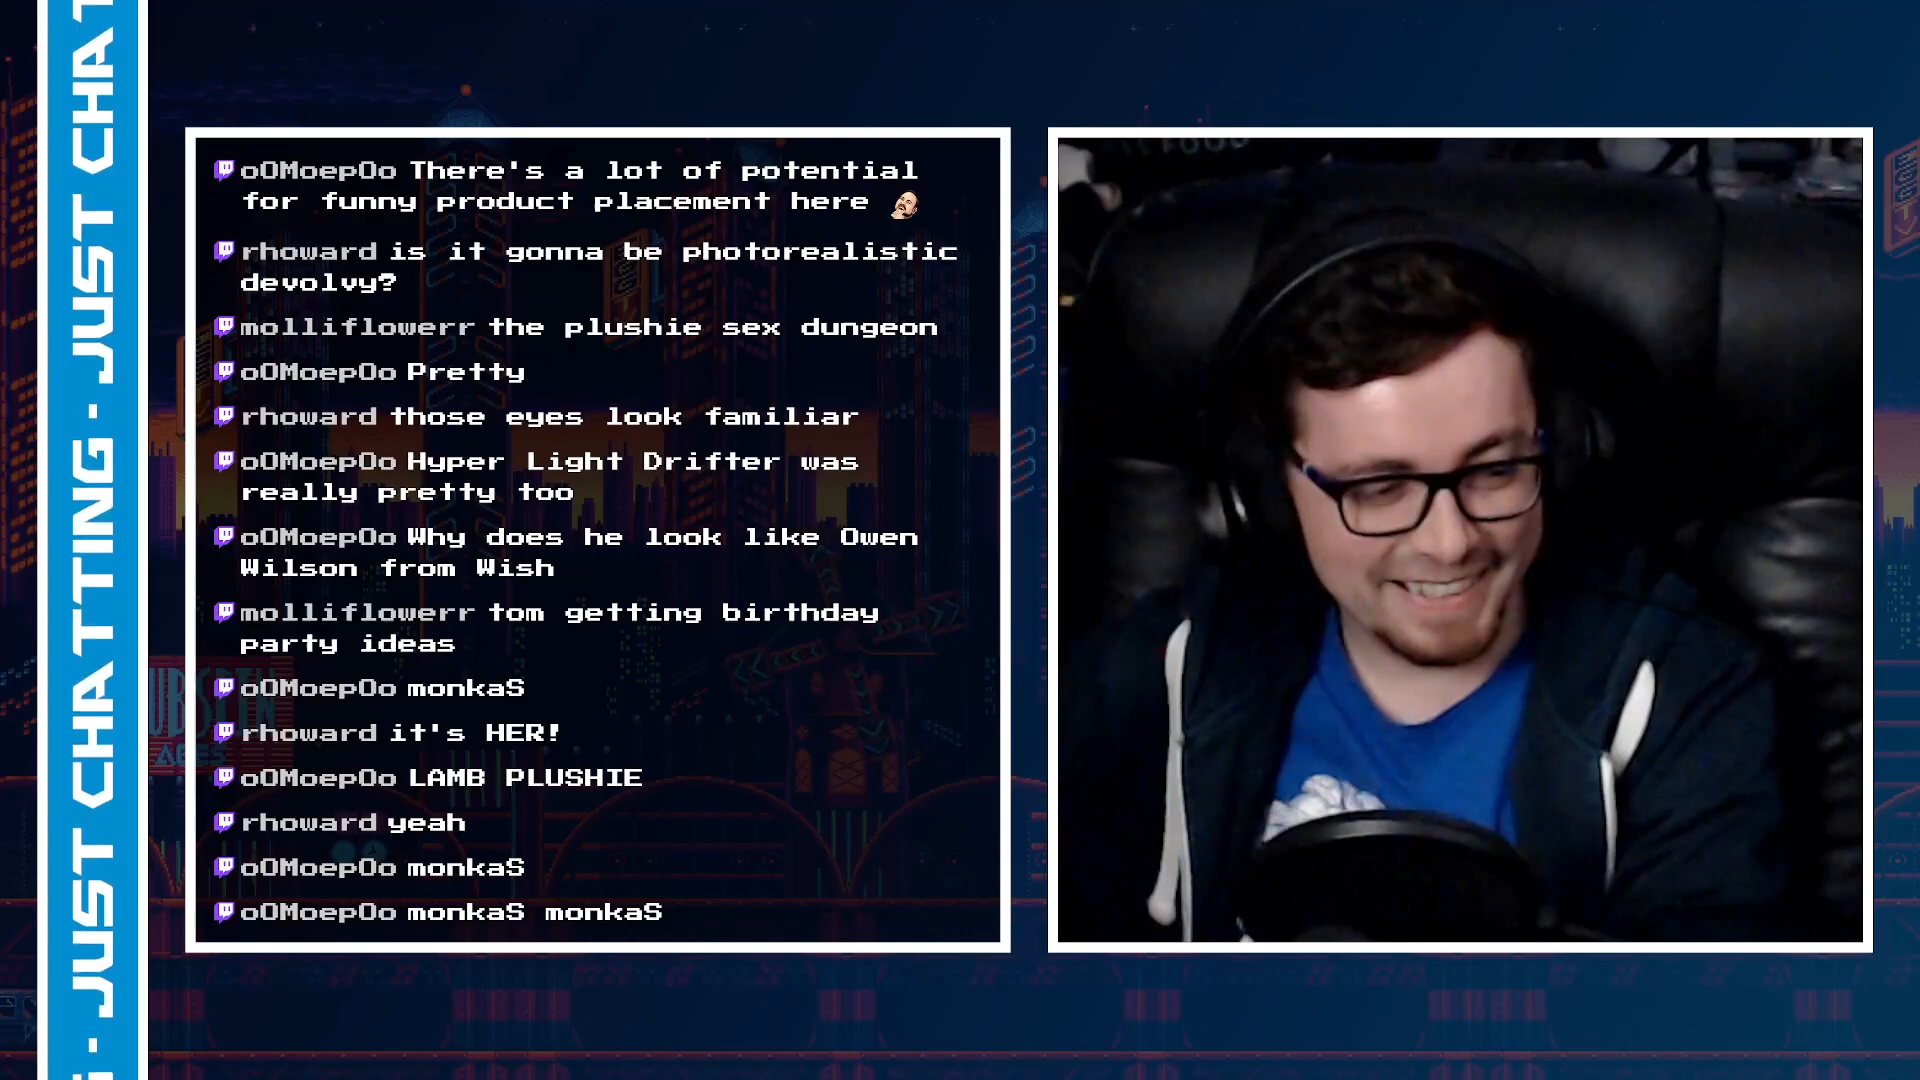 JUST CHATTING · JUST CHAT
oOMoepOo There's a lot of potential
for funny product placement here
rhoward is it gonna be photorealistic
devolvy?
molliflowerr the plushie sex dungeon
oOMoepOo Pretty
rhoward those eyes look familiar
oOMoepOo Hyper Light Drifter was
really pretty too
oOMoepOo Why does he look like Owen
Wilson from Wish
molliflowerr tom getting birthday
party ideas
oOMoepOo monkaS
rhoward it's HER!
oOMoepOo LAMB PLUSHIE
rhoward yeah
oOMoepOo monkaS
oOMoepOo monkaS monkaS